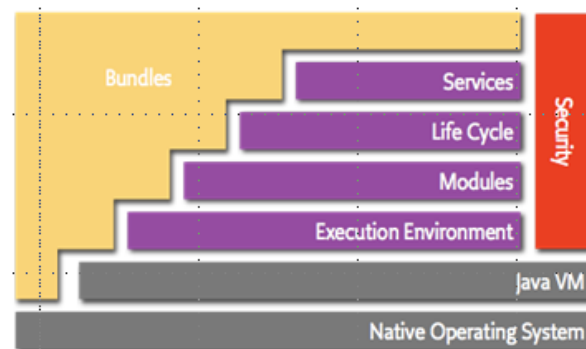 Bundles
Services
Life Cycle
Modules
Execution Environment
Java VM
Native Operating System
Security